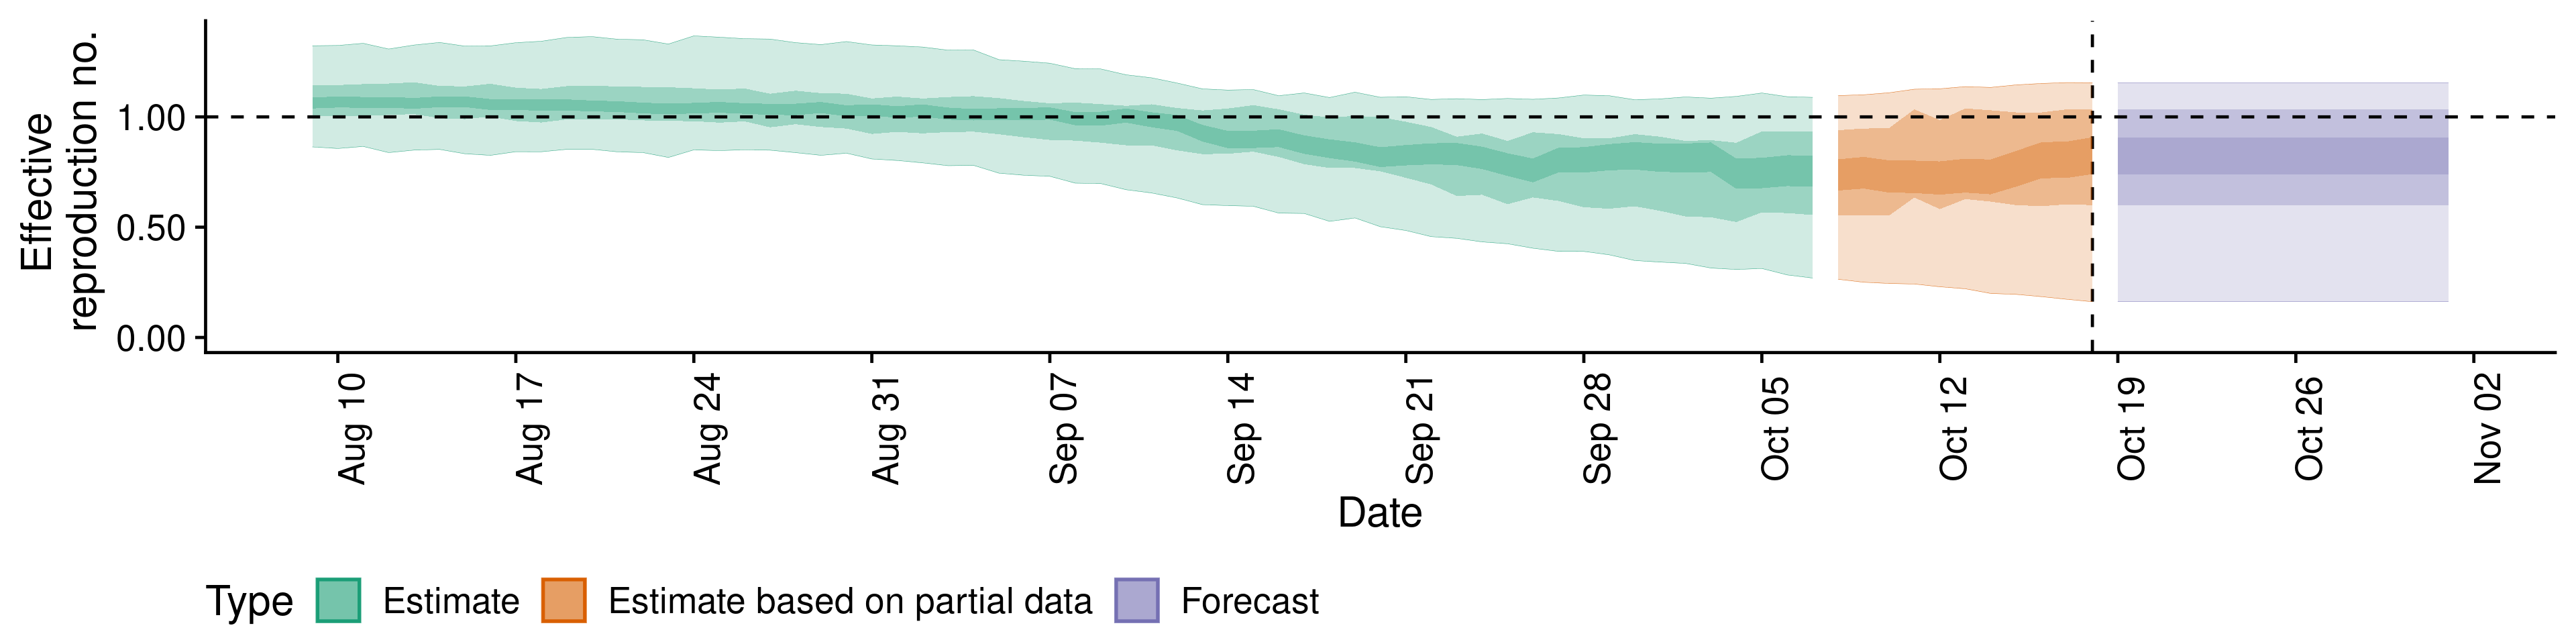 Effective
reproduction no.
1.00
0.50
0.00
Aug 10
Aug 17
Aug 24
Aug 31
Sep 07
Sep 14
Sep 21
Sep 28
Oct 05
Oct 12
Oct 19
Oct 26
Nov 02
Date
Type Estimate Estimate based on partial data Forecast